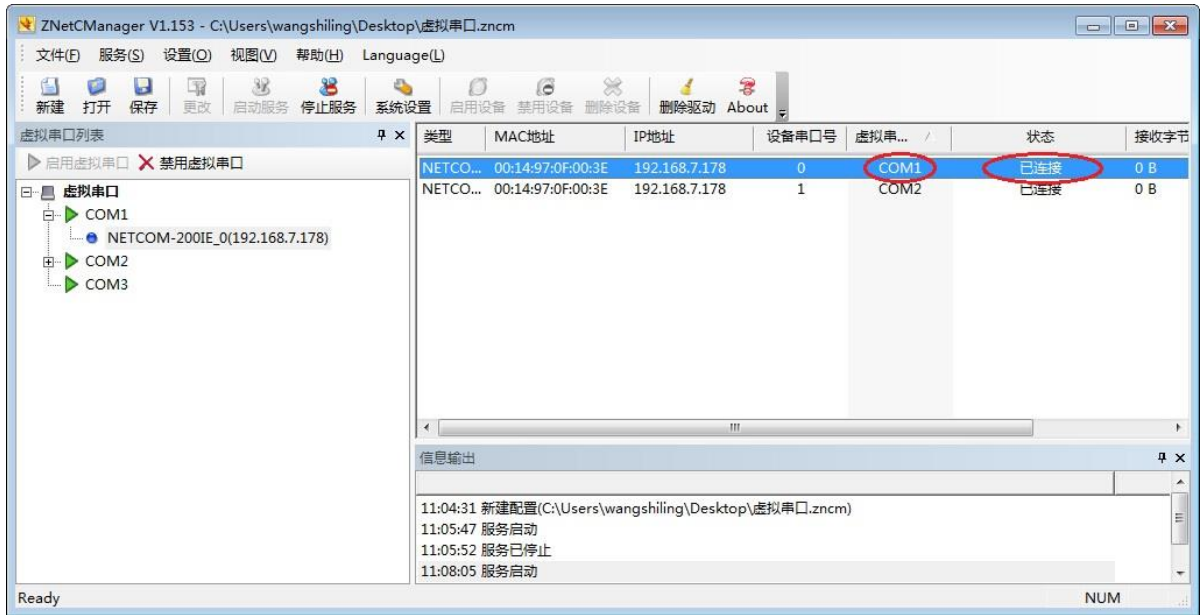 ZNetCManager V1.153 - C:\Users\wangshiling\Desktop\虚拟串口.zncm
文件(F) 服务(S) 设置(O) 视图(V) 帮助(H) Language(L)
新建 打开 保存 更改 启动服务 停止服务 系统设置 启用设备 禁用设备 删除设备 删除驱动 About
虚拟串口列表
启用虚拟串口 禁用虚拟串口
虚拟串口
COM1
NETCOM-200IE_0(192.168.7.178)
COM2
COM3
类型 MAC地址 IP地址 设备串口号 虚拟串... 状态 接收字节
NETCO... 00:14:97:0F:00:3E 192.168.7.178 0 COM1 已连接 0 B
NETCO... 00:14:97:0F:00:3E 192.168.7.178 1 COM2 已连接 0 B
信息输出
11:04:31 新建配置(C:\Users\wangshiling\Desktop\虚拟串口.zncm)
11:05:47 服务启动
11:05:52 服务已停止
11:08:05 服务启动
Ready NUM